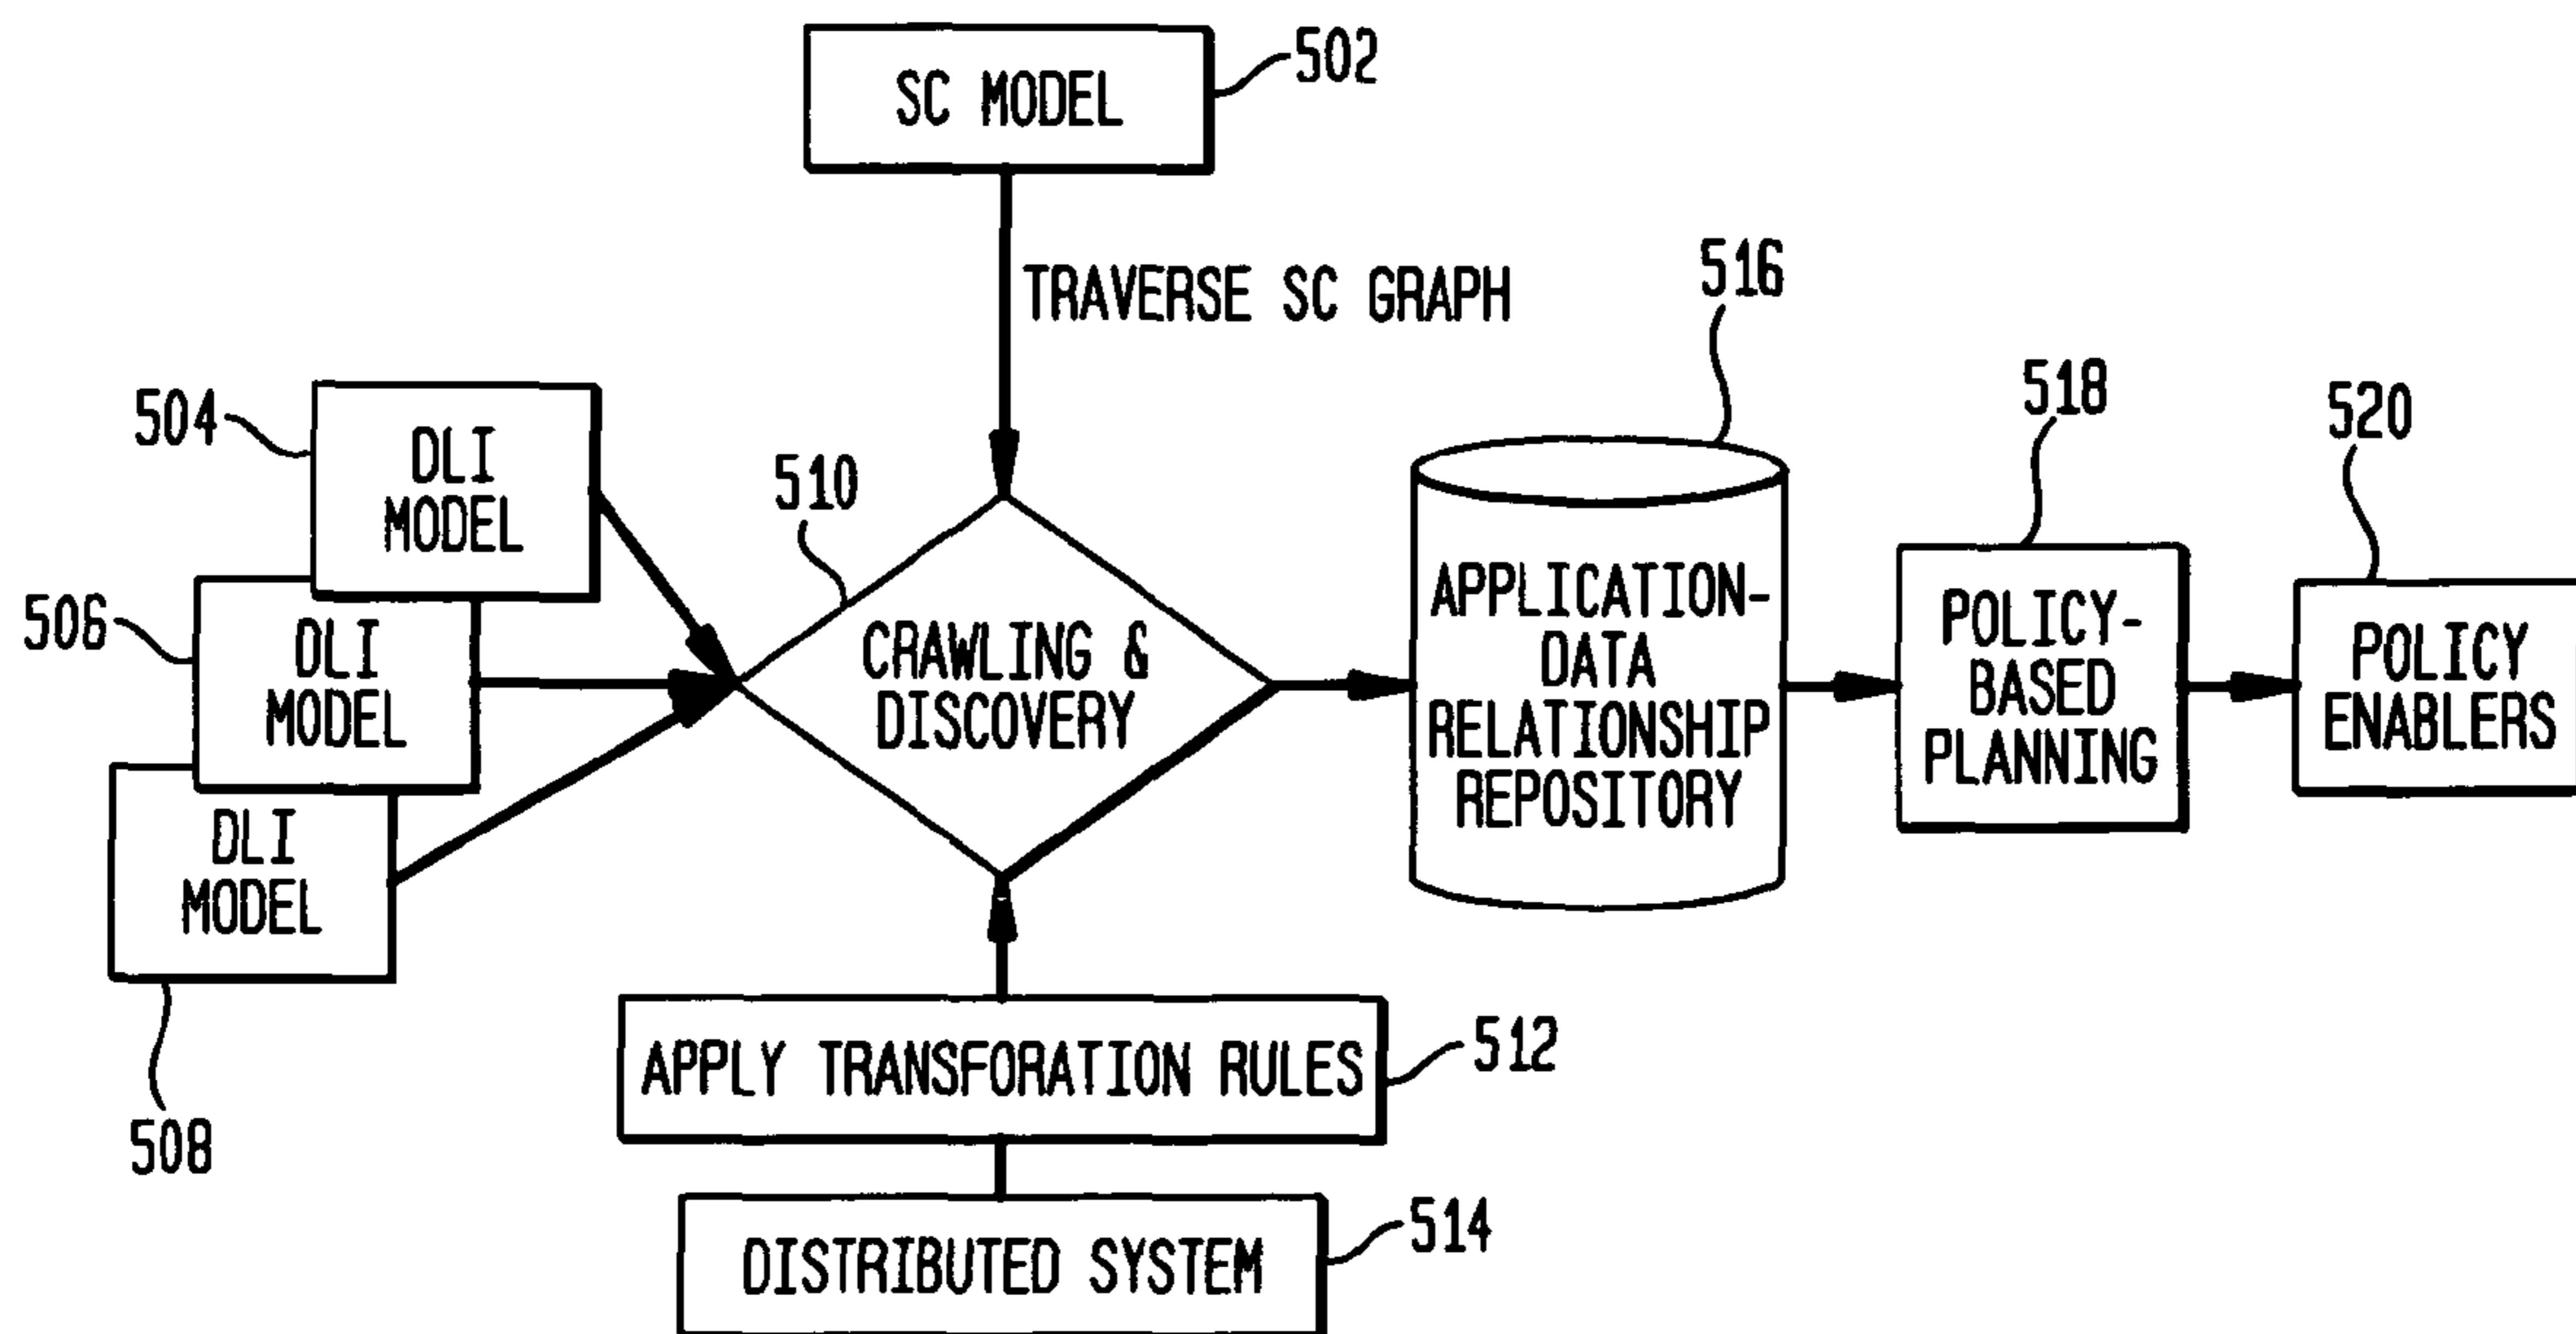 SC MODEL
502
TRAVERSE SC GRAPH
504
DLI
MODEL
506
DLI
MODEL
DLI
MODEL
508
510
CRAWLING &
DISCOVERY
APPLY TRANSFORATION RULES
512
DISTRIBUTED SYSTEM
514
516
APPLICATION-
DATA
RELATIONSHIP
REPOSITORY
518
POLICY-
BASED
PLANNING
520
POLICY
ENABLERS